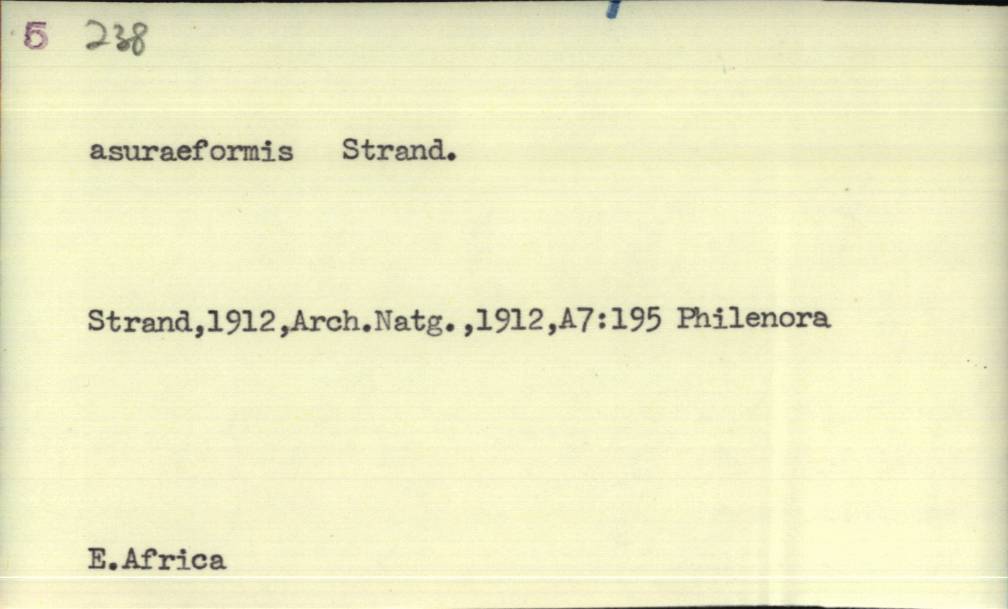 5 238
asuraeformis Strand.
Strand,1912,Arch.Natg.,1912,A7:195 Philenora
E.Africa